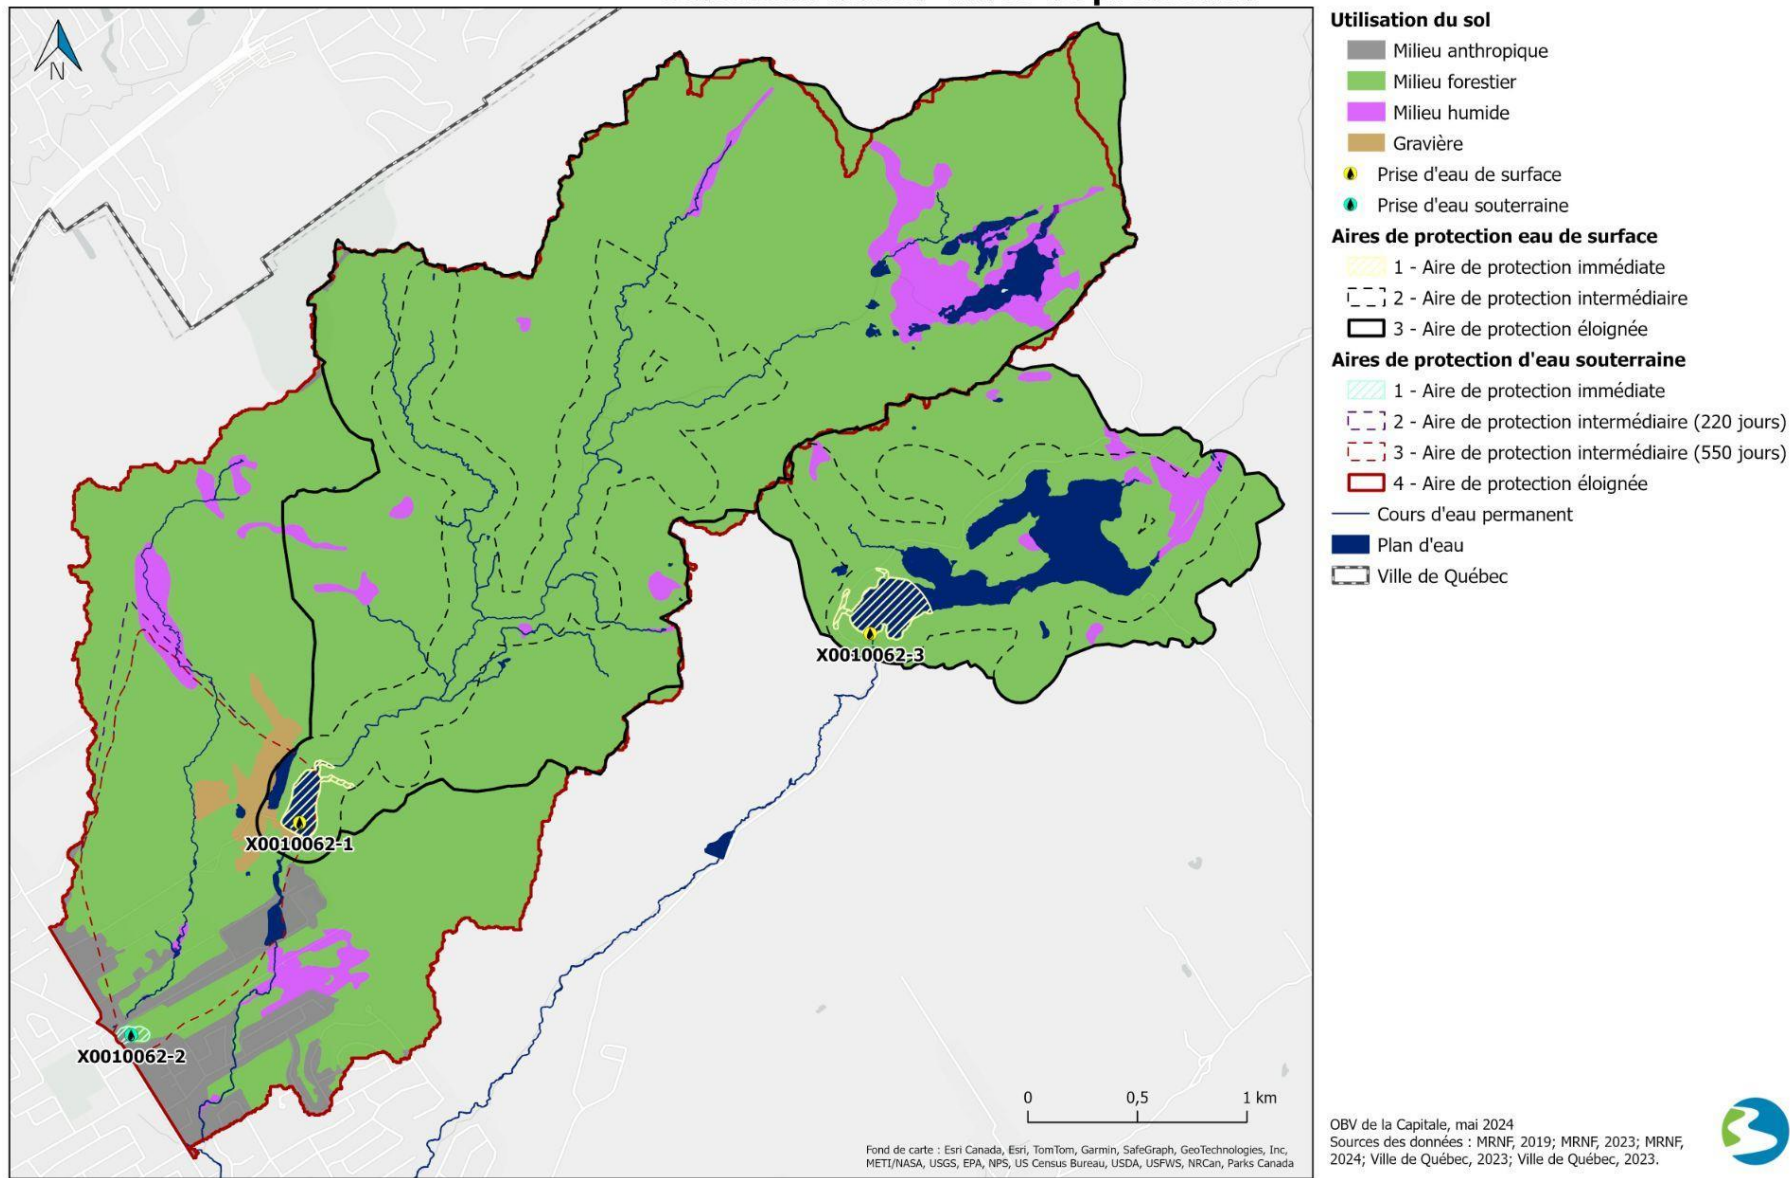 N
X0010062-3
X0010062-1
X0010062-2
0 0,5 1 km
Fond de carte : Esri Canada, Esri, TomTom, Garmin, SafeGraph, GeoTechnologies, Inc,
METI/NASA, USGS, EPA, NPS, US Census Bureau, USDA, USFWS, NRCan, Parks Canada
Utilisation du sol
Milieu anthropique
Milieu forestier
Milieu humide
Gravière
Prise d'eau de surface
Prise d'eau souterraine
Aires de protection eau de surface
1 - Aire de protection immédiate
2 - Aire de protection intermédiaire
3 - Aire de protection éloignée
Aires de protection d'eau souterraine
1 - Aire de protection immédiate
2 - Aire de protection intermédiaire (220 jours)
3 - Aire de protection intermédiaire (550 jours)
4 - Aire de protection éloignée
Cours d'eau permanent
Plan d'eau
Ville de Québec
OBV de la Capitale, mai 2024
Sources des données : MRNF, 2019; MRNF, 2023; MRNF,
2024; Ville de Québec, 2023; Ville de Québec, 2023.